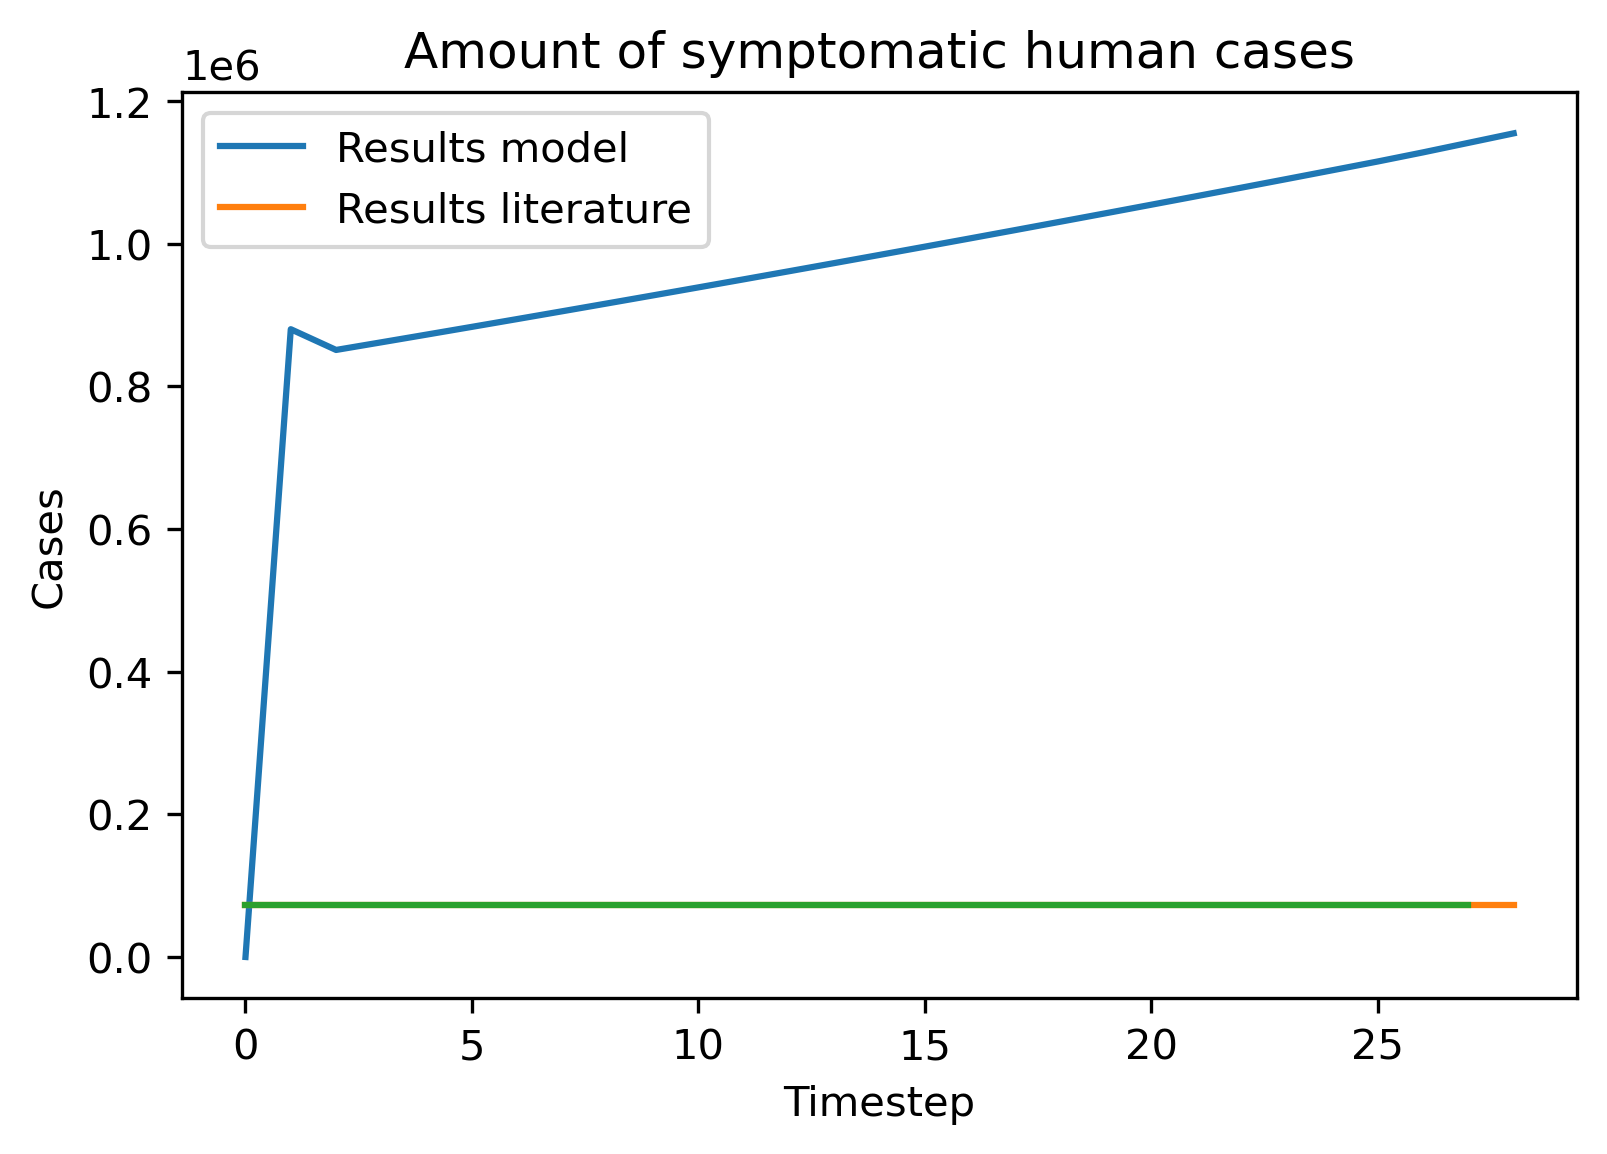 Amount of symptomatic human cases
1e6
1.2
1.0
0.8
0.6
0.4
0.2
0.0
Results model
Results literature
Cases
0 5 10 15 20 25
Timestep